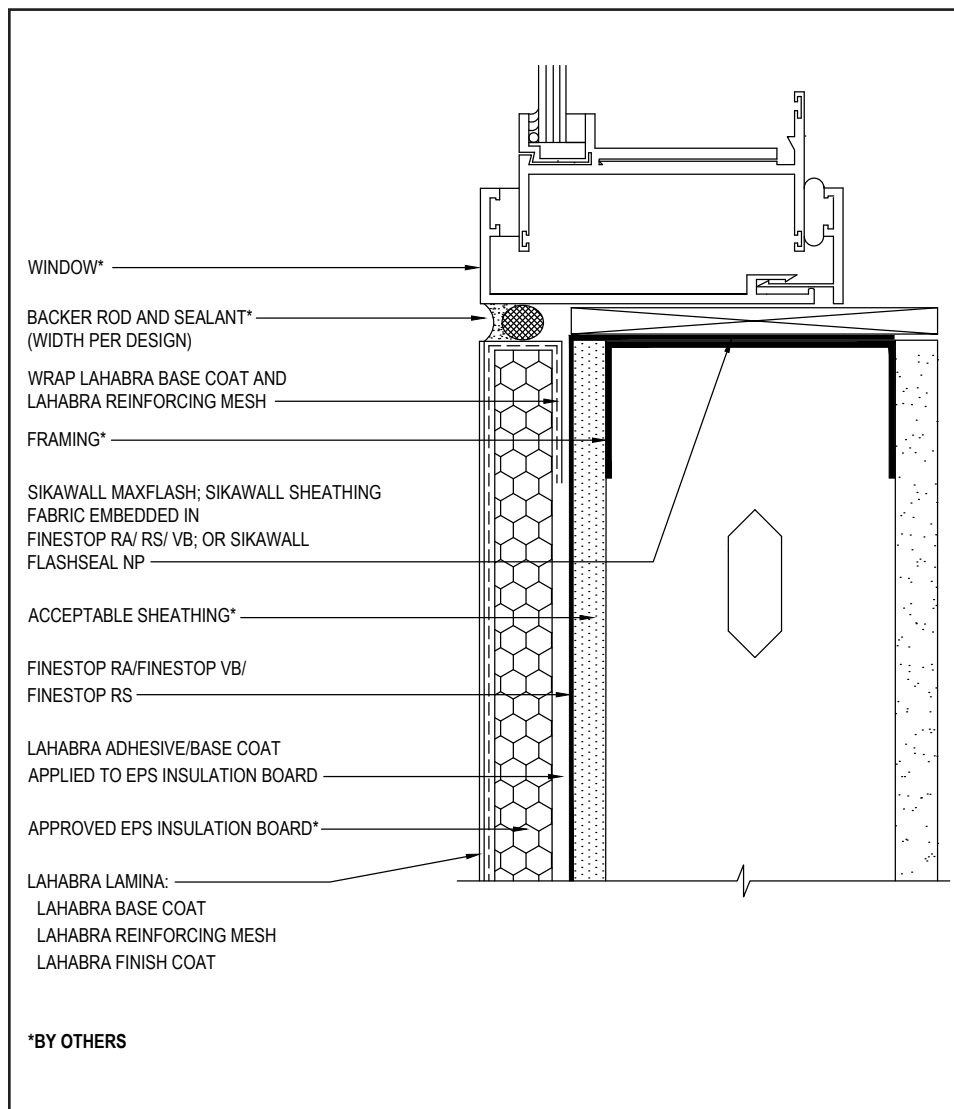 WINDOW*
BACKER ROD AND SEALANT*
(WIDTH PER DESIGN)
WRAP LAHABRA BASE COAT AND
LAHABRA REINFORCING MESH
FRAMING*
SIKAWALL MAXFLASH; SIKAWALL SHEATHING
FABRIC EMBEDDED IN
FINESTOP RA/ RS/ VB; OR SIKAWALL
FLASHSEAL NP
ACCEPTABLE SHEATHING*
FINESTOP RA/FINESTOP VB/
FINESTOP RS
LAHABRA ADHESIVE/BASE COAT
APPLIED TO EPS INSULATION BOARD
APPROVED EPS INSULATION BOARD*
LAHABRA LAMINA:
LAHABRA BASE COAT
LAHABRA REINFORCING MESH
LAHABRA FINISH COAT
*BY OTHERS